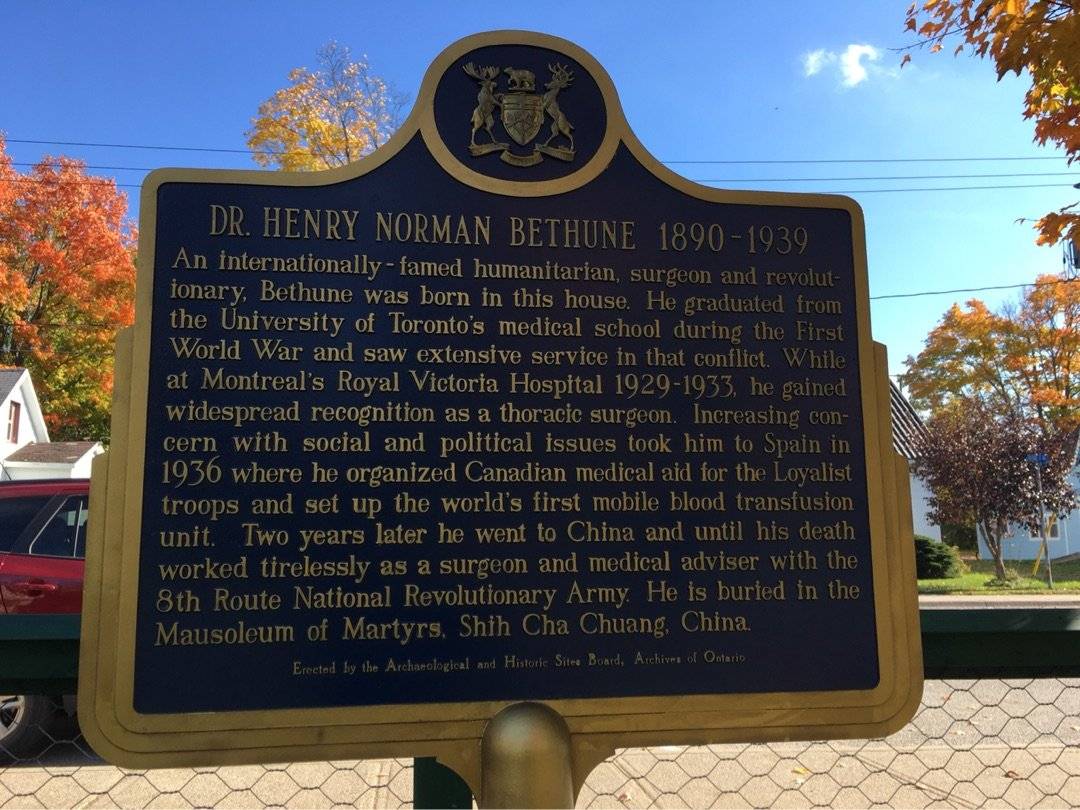 DR. HENRY NORMAN BETHUNE 1890-1939
An internationally-famed humanitarian, surgeon and revolut-
ionary, Bethune was born in this house. He graduated from
the University of Toronto's medical school during the First
World War and saw extensive service in that conflict. While
at Montreal's Royal Victoria Hospital 1929-1933, he gained
widespread recognition as a thoracic surgeon. Increasing con-
cern with social and political issues took him to Spain in
1936 where he organized Canadian medical aid for the Loyalist
troops and set up the world's first mobile blood transfusion
unit. Two years later he went to China and until his death
worked tirelessly as a surgeon and medical adviser with the
8th Route National Revolutionary Army. He is buried in the
Mausoleum of Martyrs, Shih Cha Chuang, China.
Erected by the Archaeological and Historic Sites Board, Archives of Ontario